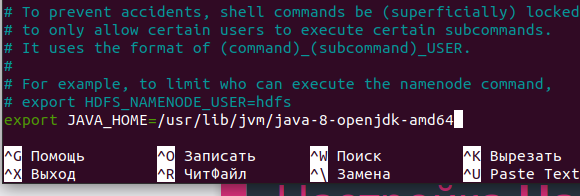 # To prevent accidents, shell commands be (superficially) locked
# to only allow certain users to execute certain subcommands.
# It uses the format of (command)_(subcommand)_USER.
#
# For example, to limit who can execute the namenode command,
# export HDFS_NAMENODE_USER=hdfs
export JAVA_HOME=/usr/lib/jvm/java-8-openjdk-amd64
^G Помощь ^O Записать ^W Поиск ^K Вырезать
^X Выход ^R ЧитФайл ^\ Замена ^U Paste Text